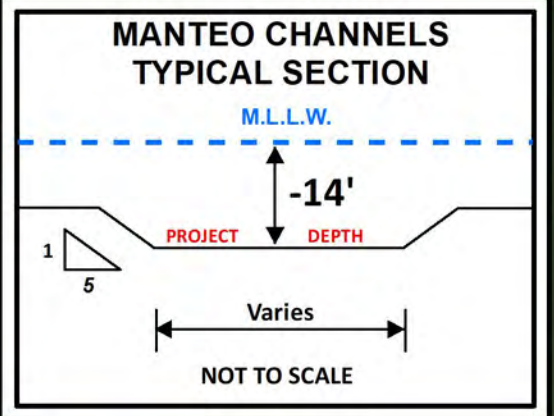 MANTEO CHANNELS
TYPICAL SECTION
M.L.L.W.
-14'
PROJECT DEPTH
1
5
Varies
NOT TO SCALE